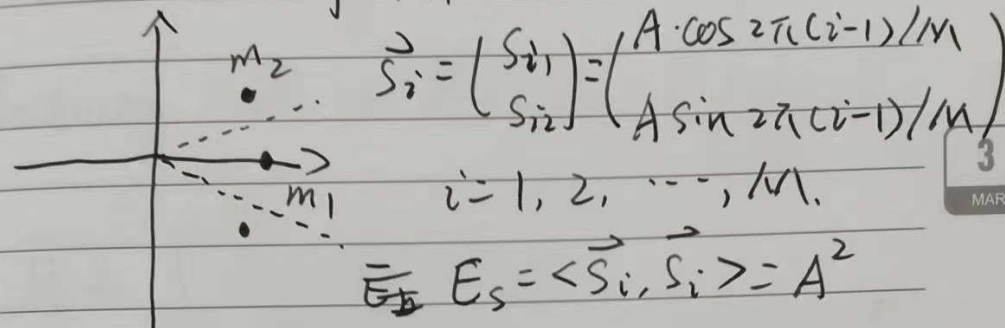 m₂
S⃗ᵢ = (Sᵢ₁ Sᵢ₂) = (A·cos 2π(i-1)/M A sin 2π(i-1)/M)
m₁
i = 1, 2, ···, M.
Eₛ = <S⃗ᵢ, S⃗ᵢ> = A²
3
MAR